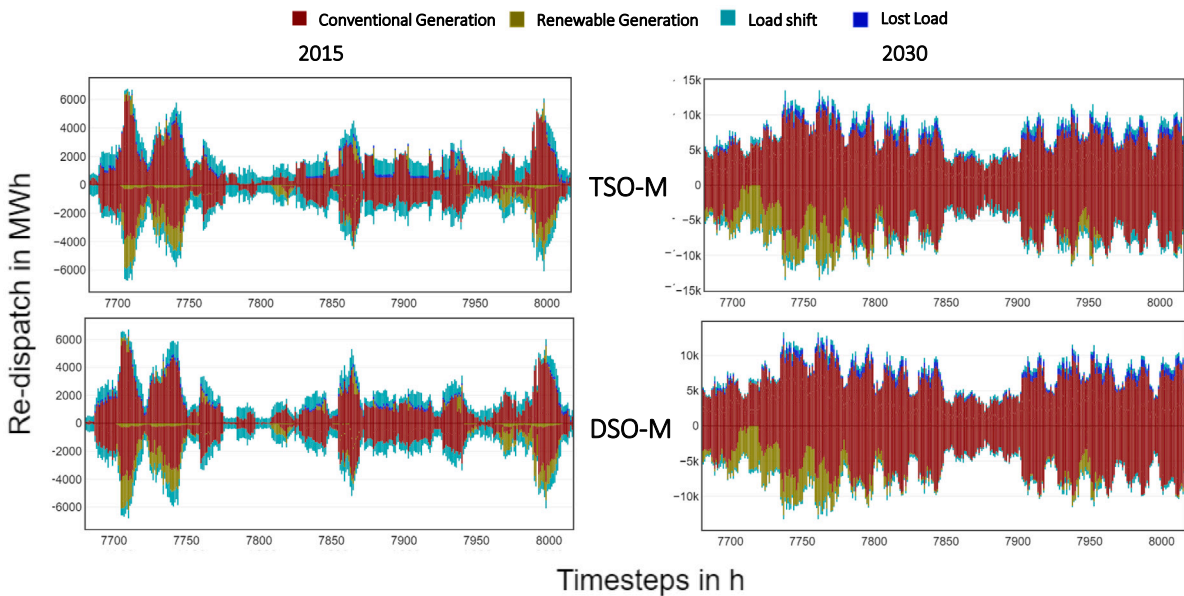 Conventional Generation Renewable Generation Load shift Lost Load
2015 2030
Re-dispatch in MWh
6000
4000
2000
0
−2000
−4000
−6000
7700 7750 7800 7850 7900 7950 8000
TSO-M
15k
10k
5k
0
−5k
−10k
−15k
7700 7750 7800 7850 7900 7950 8000
6000
4000
2000
0
−2000
−4000
−6000
7700 7750 7800 7850 7900 7950 8000
DSO-M
10k
5k
0
−5k
−10k
7700 7750 7800 7850 7900 7950 8000
Timesteps in h